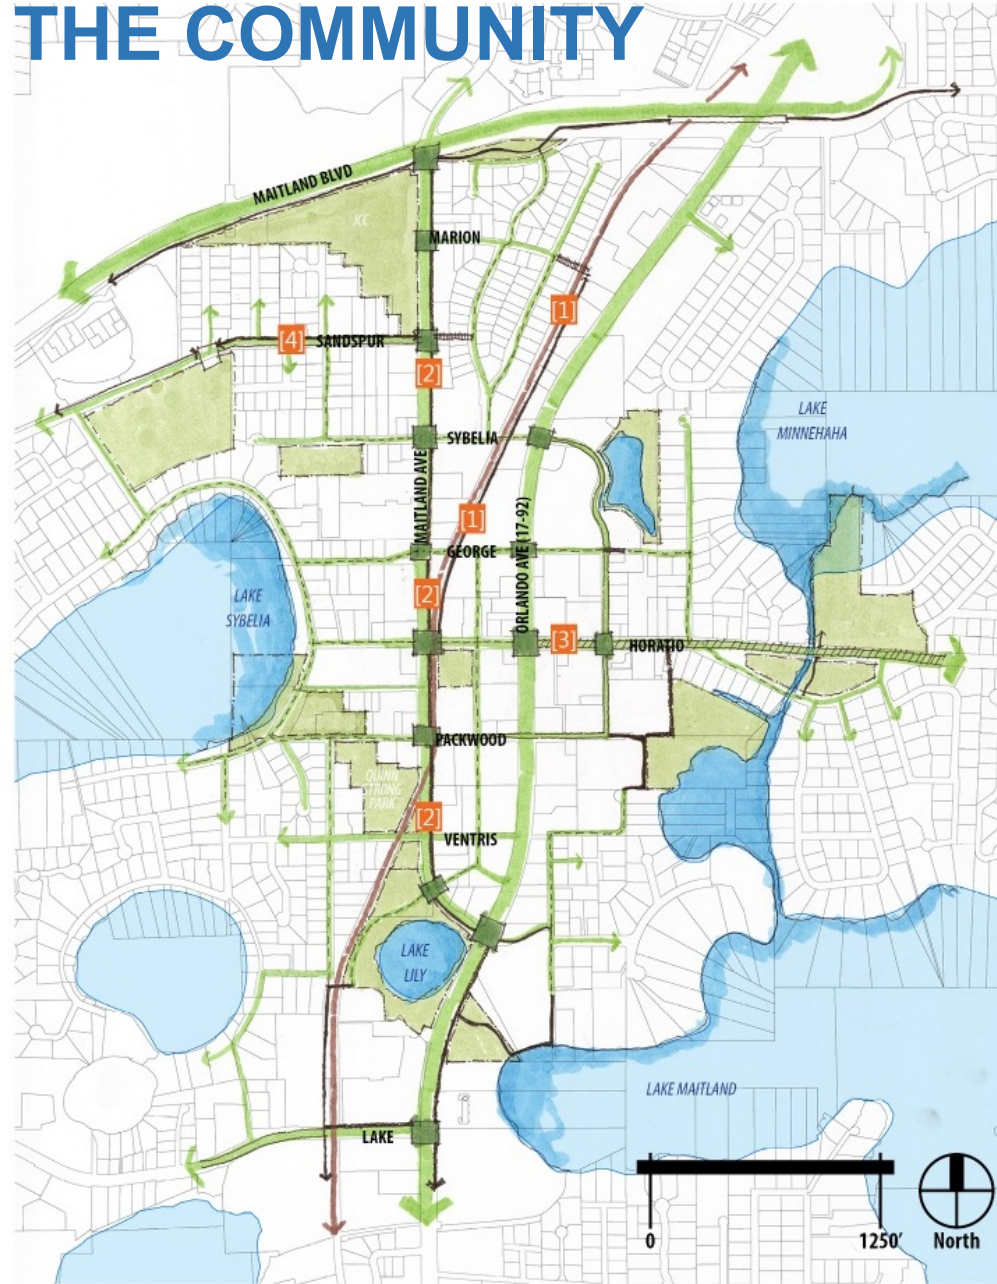 THE COMMUNITY
MAITLAND BLVD
JCC
MARION
[1]
[4]
SANDSPUR
[2]
LAKE
MINNEHAHA
SYBELIA
MAITLAND AVE
[1]
ORLANDO AVE (17-92)
GEORGE
[2]
LAKE
SYBELIA
[3]
HORATIO
PACKWOOD
QUINN
STRONG
PARK
[2]
VENTRIS
LAKE
LILY
LAKE MAITLAND
LAKE
0
1250'
North